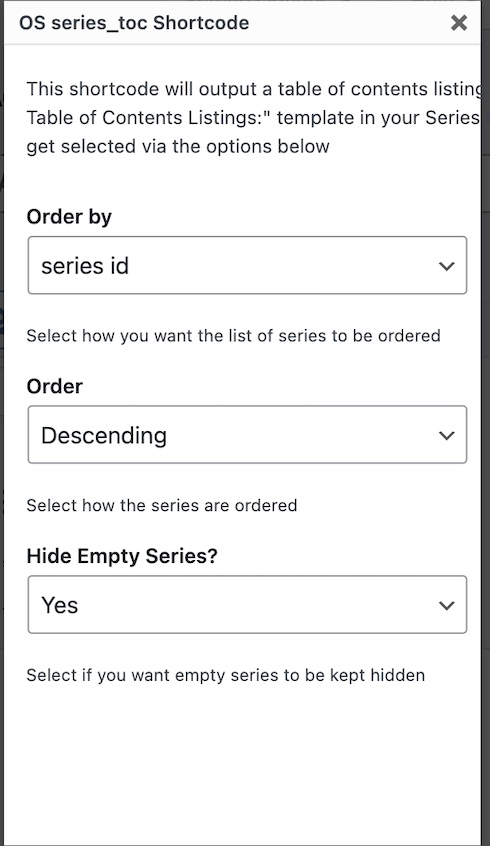 OS series_toc Shortcode
This shortcode will output a table of contents listing
Table of Contents Listings:" template in your Series
get selected via the options below
Order by
series id
Select how you want the list of series to be ordered
Order
Descending
Select how the series are ordered
Hide Empty Series?
Yes
Select if you want empty series to be kept hidden